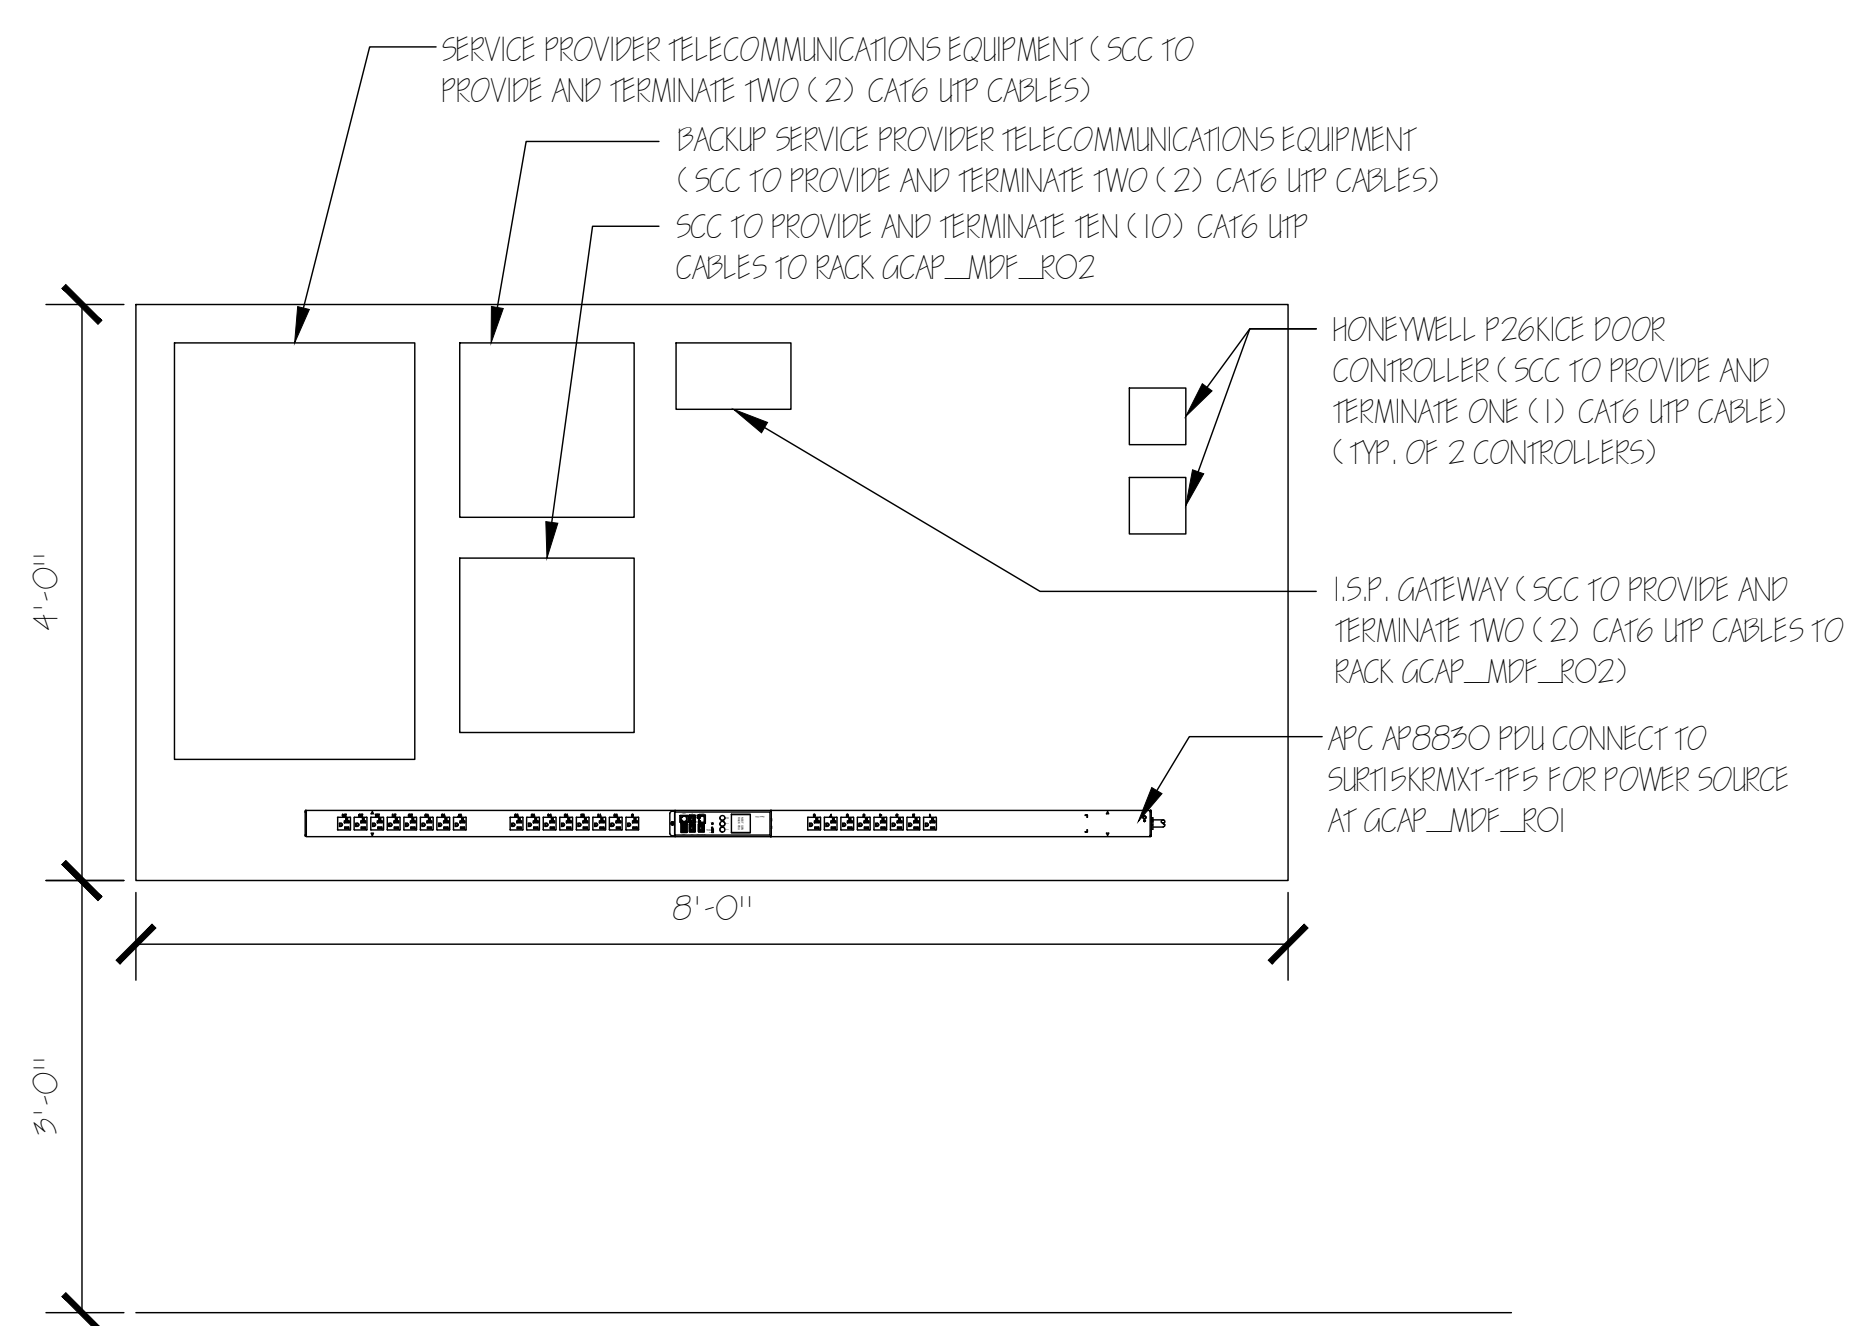 SERVICE PROVIDER TELECOMMUNICATIONS EQUIPMENT (SCC TO
PROVIDE AND TERMINATE TWO (2) CAT6 UTP CABLES)
BACKUP SERVICE PROVIDER TELECOMMUNICATIONS EQUIPMENT
(SCC TO PROVIDE AND TERMINATE TWO (2) CAT6 UTP CABLES)
SCC TO PROVIDE AND TERMINATE TEN (10) CAT6 UTP
CABLES TO RACK GCAP_MDF_R02
HONEYWELL P26KICE DOOR
CONTROLLER (SCC TO PROVIDE AND
TERMINATE ONE (1) CAT6 UTP CABLE)
(TYP. OF 2 CONTROLLERS)
4'-0"
I.S.P. GATEWAY (SCC TO PROVIDE AND
TERMINATE TWO (2) CAT6 UTP CABLES TO
RACK GCAP_MDF_R02)
APC AP8830 PDU CONNECT TO
SURT15KRMXT-TF5 FOR POWER SOURCE
AT GCAP_MDF_R01
8'-0"
3'-0"